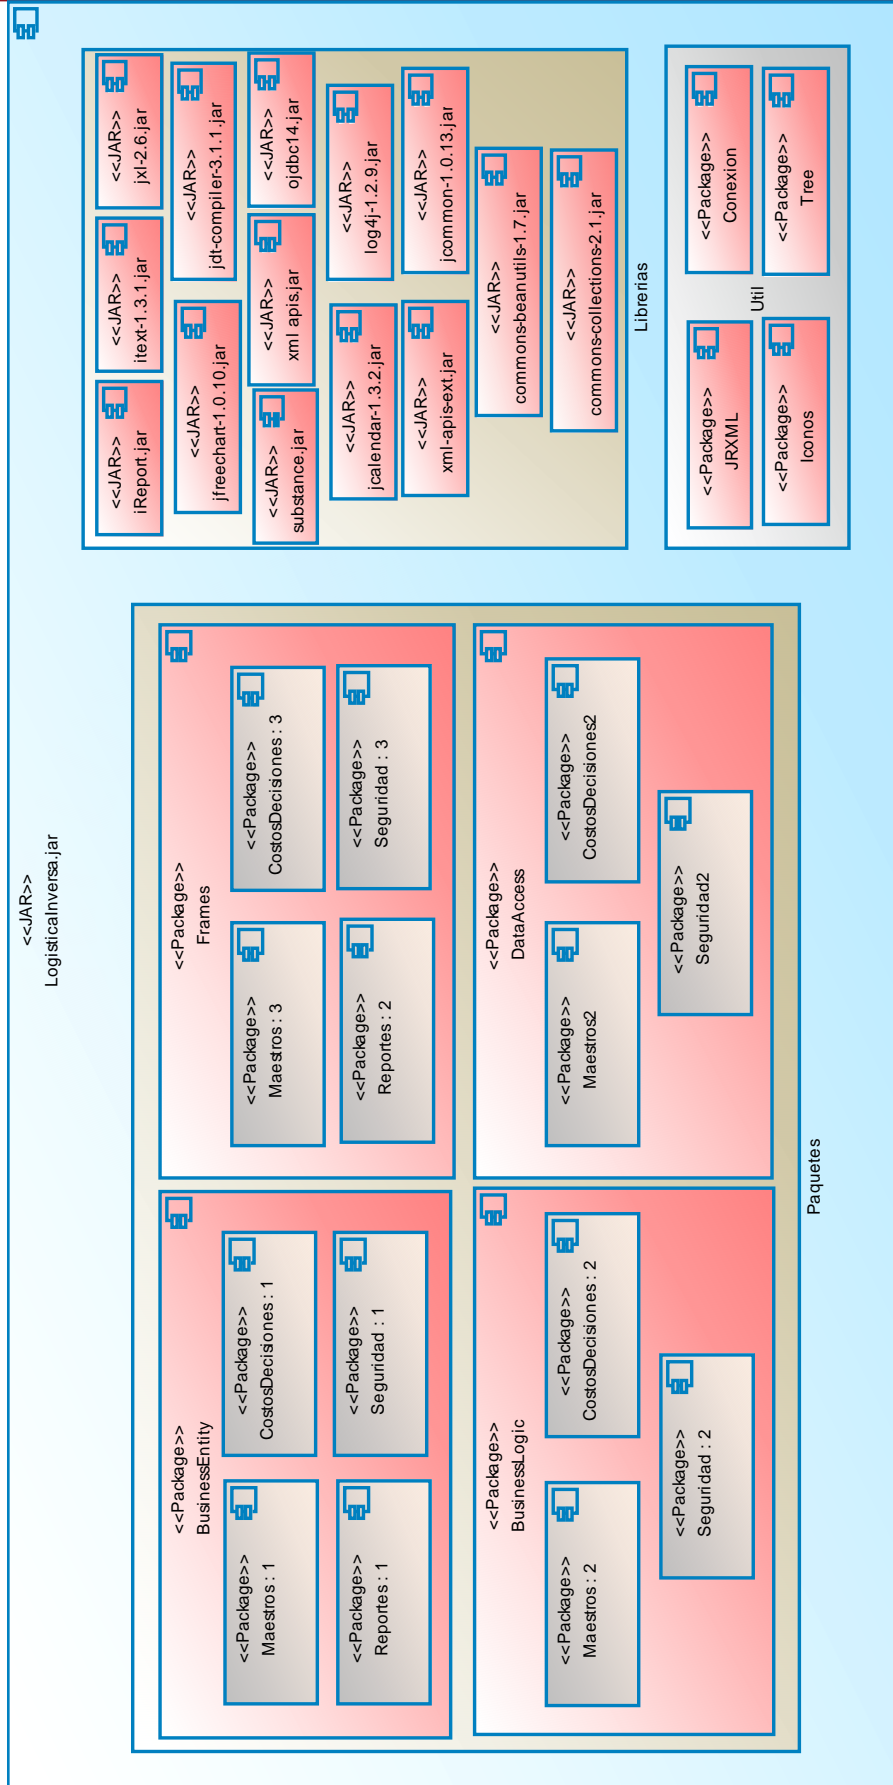 <<JAR>>
LogisticaInversa.jar
<<Package>>
BusinessEntity
<<Package>>
Maestros : 1
<<Package>>
CostosDecisiones : 1
<<Package>>
Reportes : 1
<<Package>>
Seguridad : 1
<<Package>>
Frames
<<Package>>
Maestros : 3
<<Package>>
CostosDecisiones : 3
<<Package>>
Reportes : 2
<<Package>>
Seguridad : 3
<<Package>>
BusinessLogic
<<Package>>
Maestros : 2
<<Package>>
CostosDecisiones : 2
<<Package>>
Seguridad : 2
<<Package>>
DataAccess
<<Package>>
Maestros2
<<Package>>
CostosDecisiones2
<<Package>>
Seguridad2
Paquetes
<<JAR>>
iReport.jar
<<JAR>>
itext-1.3.1.jar
<<JAR>>
jxl-2.6.jar
<<JAR>>
jfreechart-1.0.10.jar
<<JAR>>
jdt-compiler-3.1.1.jar
<<JAR>>
substance.jar
<<JAR>>
xml apis.jar
<<JAR>>
ojdbc14.jar
<<JAR>>
jcalendar-1.3.2.jar
<<JAR>>
log4j-1.2.9.jar
<<JAR>>
xml-apis-ext.jar
<<JAR>>
jcommon-1.0.13.jar
<<JAR>>
commons-beanutils-1.7.jar
<<JAR>>
commons-collections-2.1.jar
Librerias
<<Package>>
JRXML
<<Package>>
Conexion
Util
<<Package>>
Iconos
<<Package>>
Tree